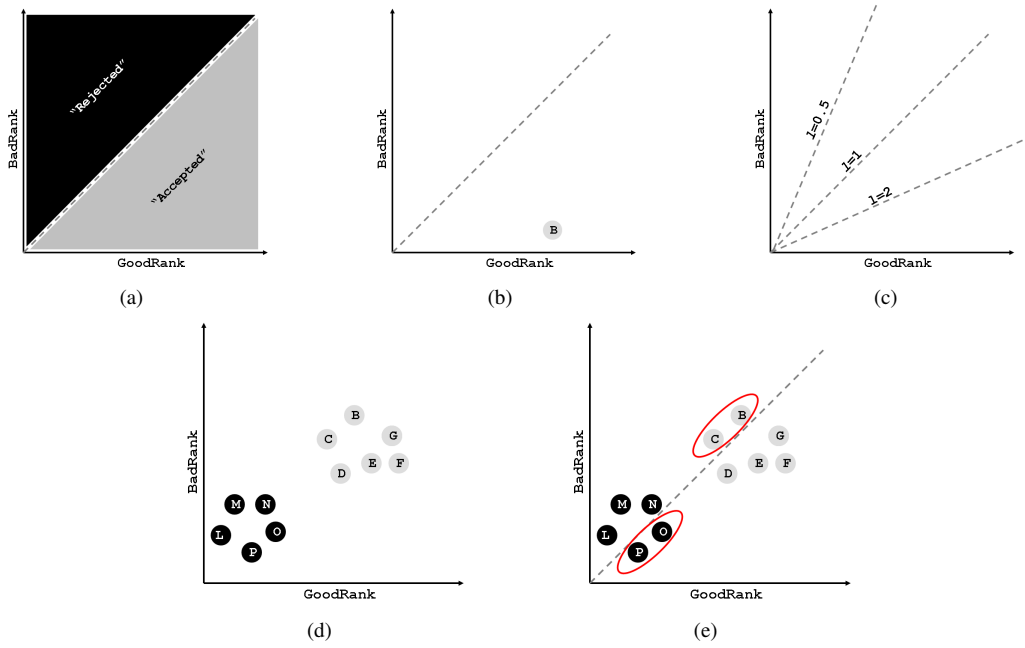 BadRank
“Rejected”
“Accepted”
GoodRank
(a)
BadRank
B
GoodRank
(b)
BadRank
l=0.5
l=1
l=2
GoodRank
(c)
BadRank
B
C
G
D
E
F
M
N
L
O
P
GoodRank
(d)
BadRank
B
C
G
D
E
F
M
N
L
O
P
GoodRank
(e)